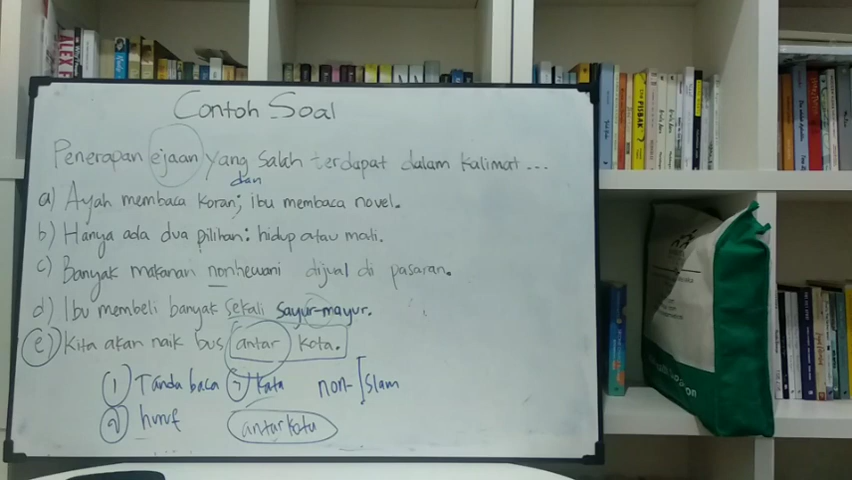 Contoh Soal
Penerapan ejaan yang salah terdapat dalam kalimat...
dan
a) Ayah membaca koran; ibu membaca novel.
b) Hanya ada dua pilihan: hidup atau mati.
c) Banyak makanan nonhewani dijual di pasaran.
d) Ibu membeli banyak sekali sayur-mayur.
e) Kita akan naik bus antar kota.
1 Tanda baca 3 kata non-Islam
2 huruf antarkota
ALEX F
PISBAK?